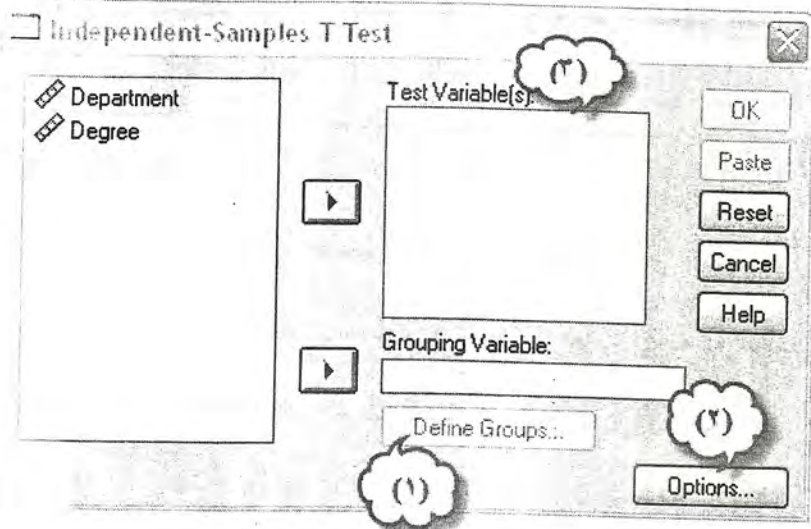 Independent-Samples T Test
(٣)
Department
Degree
Test Variable(s):
OK
Paste
Reset
Cancel
Help
Grouping Variable:
(٢)
Define Groups...
(١)
Options...